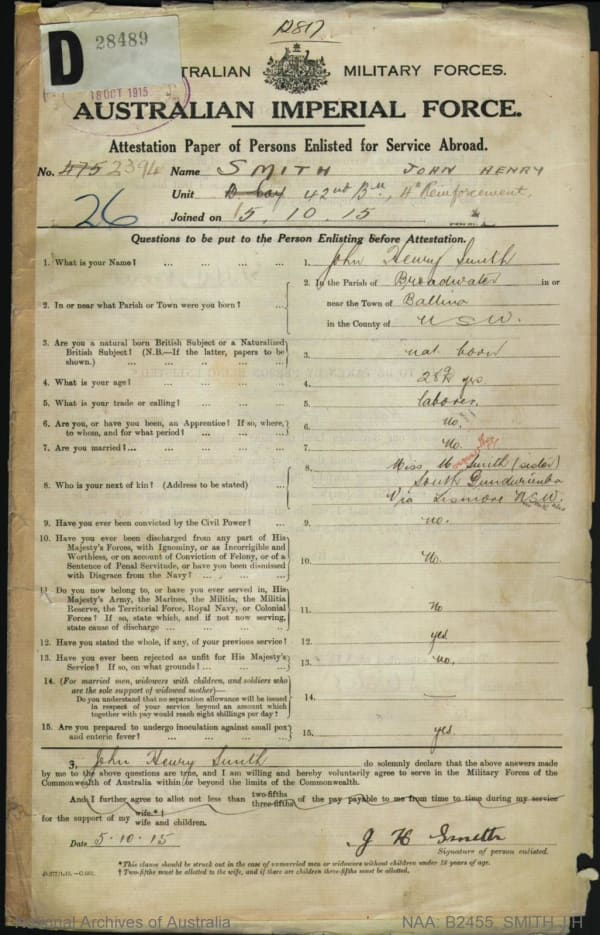 D817
D 28489
18 OCT 1915
TRALIAN MILITARY FORCES.
AUSTRALIAN IMPERIAL FORCE.
Attestation Paper of Persons Enlisted for Service Abroad.
No. 475 2394 Name SMITH JOHN HENRY
Unit D Coy 42nd Bn, 4th Reinforcement.
26
Joined on 5.10.15
Questions to be put to the Person Enlisting before Attestation.
1. What is your Name? ... ... ... ... 1. John Henry Smith
2. In or near what Parish or Town were you born? ... 2. In the Parish of Broadwater in or
near the Town of Ballina
in the County of NSW.
3. Are you a natural born British Subject or a Naturalized
British Subject? (N.B.—If the latter, papers to be
shown.) ... ... ... ... 3. nat born
4. What is your age? ... ... ... ... 4. 28 yrs.
5. What is your trade or calling? ... ... ... 5. laborer.
6. Are you, or have you been, an Apprentice? If so, where,
to whom, and for what period? ... ... ... 6. no
7. Are you married? ... ... ... ... 7. No.
8. Who is your next of kin? (Address to be stated) ... 8. Miss M Smith (sister)
South Gundurimba
Via Lismore NSW.
9. Have you ever been convicted by the Civil Power? ... 9. no.
10. Have you ever been discharged from any part of His
Majesty's Forces, with Ignominy, or as Incorrigible and
Worthless, or on account of Conviction of Felony, or of a
Sentence of Penal Servitude, or have you been dismissed
with Disgrace from the Navy? ... ... ... 10. No.
11. Do you now belong to, or have you ever served in, His
Majesty's Army, the Marines, the Militia, the Militia
Reserve, the Territorial Force, Royal Navy, or Colonial
Forces? If so, state which, and if not now serving,
state cause of discharge ... ... ... 11. No
12. Have you stated the whole, if any, of your previous service? 12. yes
13. Have you ever been rejected as unfit for His Majesty's
Service? If so, on what grounds? ... ... 13. no.
14. (For married men, widowers with children, and soldiers who
are the sole support of widowed mother)—
Do you understand that no separation allowance will be issued
in respect of your service beyond an amount which
together with pay would reach eight shillings per day? 14. —
15. Are you prepared to undergo inoculation against small pox
and enteric fever? ... ... ... ... 15. yes
3, John Henry Smith do solemnly declare that the above answers made
by me to the above questions are true, and I am willing and hereby voluntarily agree to serve in the Military Forces of the
Commonwealth of Australia within or beyond the limits of the Commonwealth.
And I further agree to allot not less than two-fifths three-fifths of the pay payable to me from time to time during my service
for the support of my wife.*† wife and children.
Date 5.10.15 J H Smith
Signature of person enlisted.
*This clause should be struck out in the case of unmarried men or widowers without children under 18 years of age.
† Two-fifths must be allotted to the wife, and if there are children three-fifths must be allotted.
National Archives of Australia NAA: B2455, SMITH J H